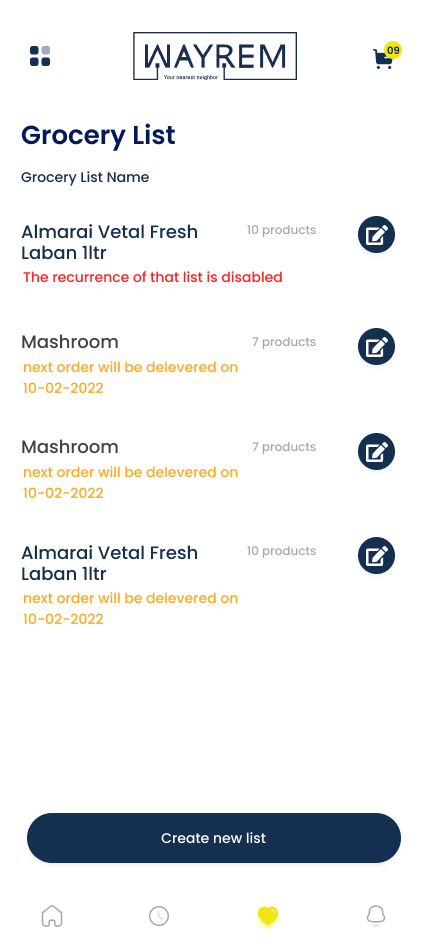 WAYREM
Your nearest neighbor
09
Grocery List
Grocery List Name
Almarai Vetal Fresh
Laban 1ltr
10 products
The recurrence of that list is disabled
Mashroom
7 products
next order will be delevered on
10-02-2022
Mashroom
7 products
next order will be delevered on
10-02-2022
Almarai Vetal Fresh
Laban 1ltr
10 products
next order will be delevered on
10-02-2022
Create new list